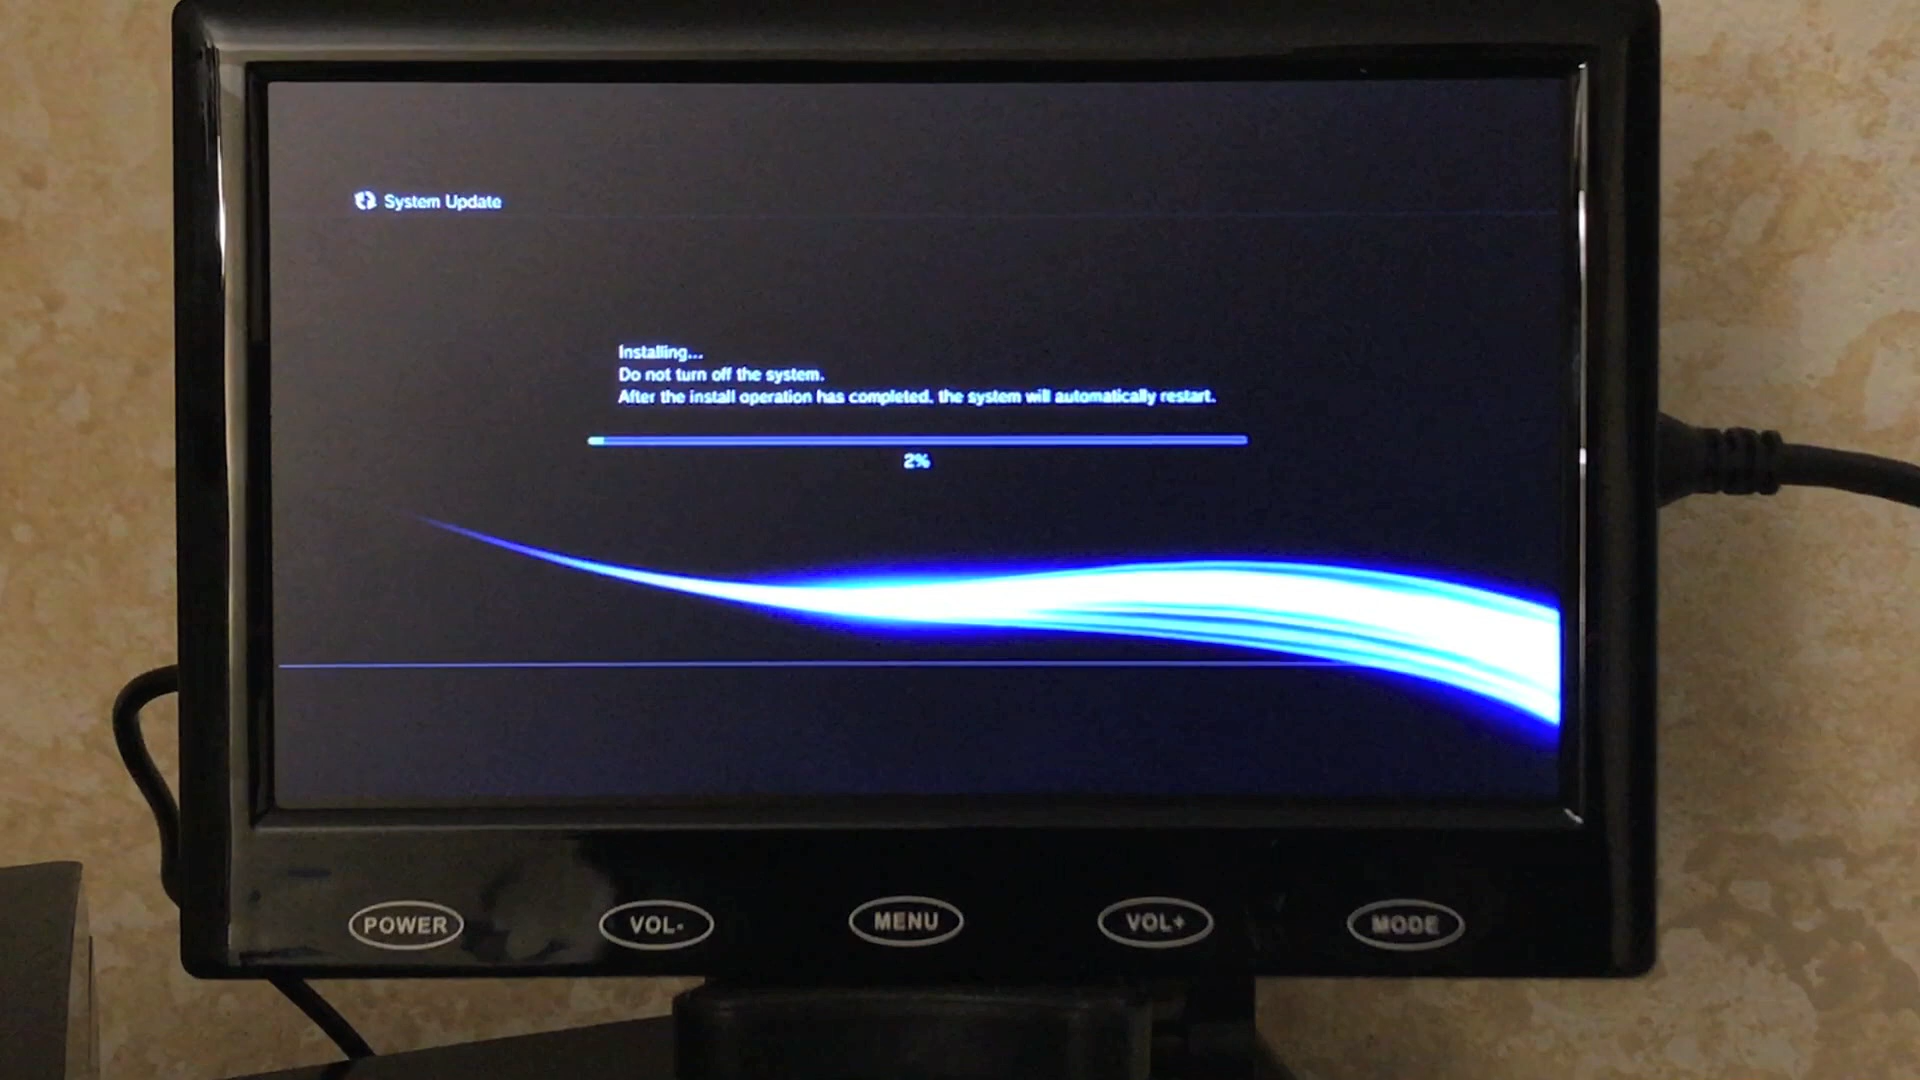 System Update
Installing...
Do not turn off the system.
After the install operation has completed, the system will automatically restart.
2%
POWER VOL- MENU VOL+ MODE